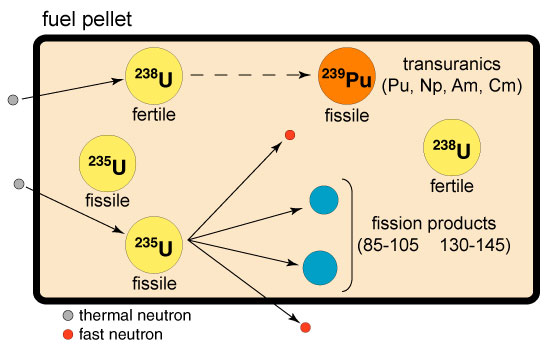 fuel pellet
²³⁸U
fertile
²³⁹Pu
fissile
transuranics
(Pu, Np, Am, Cm)
²³⁵U
fissile
²³⁸U
fertile
²³⁵U
fissile
fission products
(85-105 130-145)
thermal neutron
fast neutron